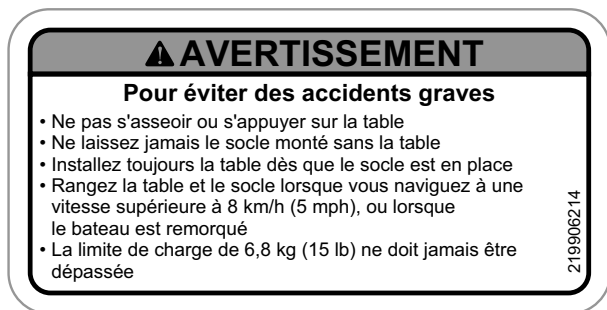 AVERTISSEMENT
Pour éviter des accidents graves
• Ne pas s'asseoir ou s'appuyer sur la table
• Ne laissez jamais le socle monté sans la table
• Installez toujours la table dès que le socle est en place
• Rangez la table et le socle lorsque vous naviguez à une
vitesse supérieure à 8 km/h (5 mph), ou lorsque
le bateau est remorqué
• La limite de charge de 6,8 kg (15 lb) ne doit jamais être
dépassée
219906214